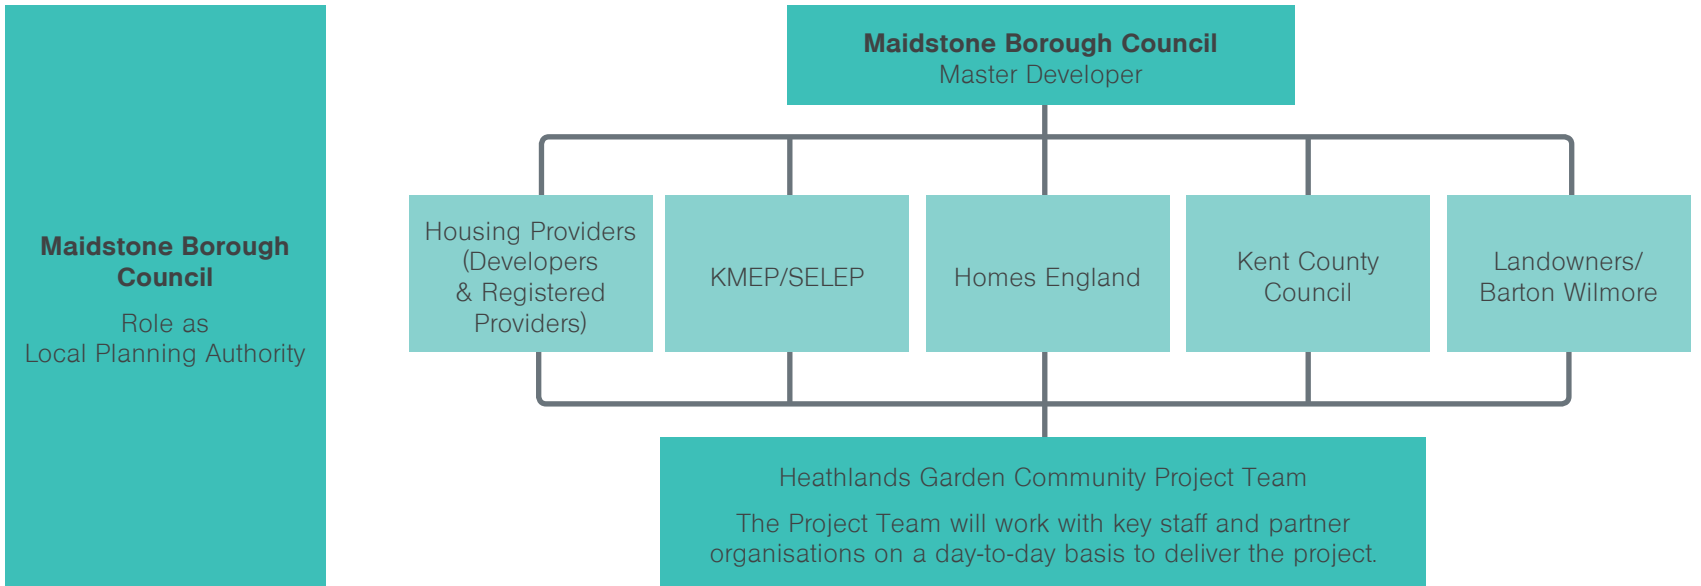 Maidstone Borough
Council
Role as
Local Planning Authority
Maidstone Borough Council
Master Developer
Housing Providers
(Developers
& Registered
Providers)
KMEP/SELEP
Homes England
Kent County
Council
Landowners/
Barton Wilmore
Heathlands Garden Community Project Team
The Project Team will work with key staff and partner
organisations on a day-to-day basis to deliver the project.